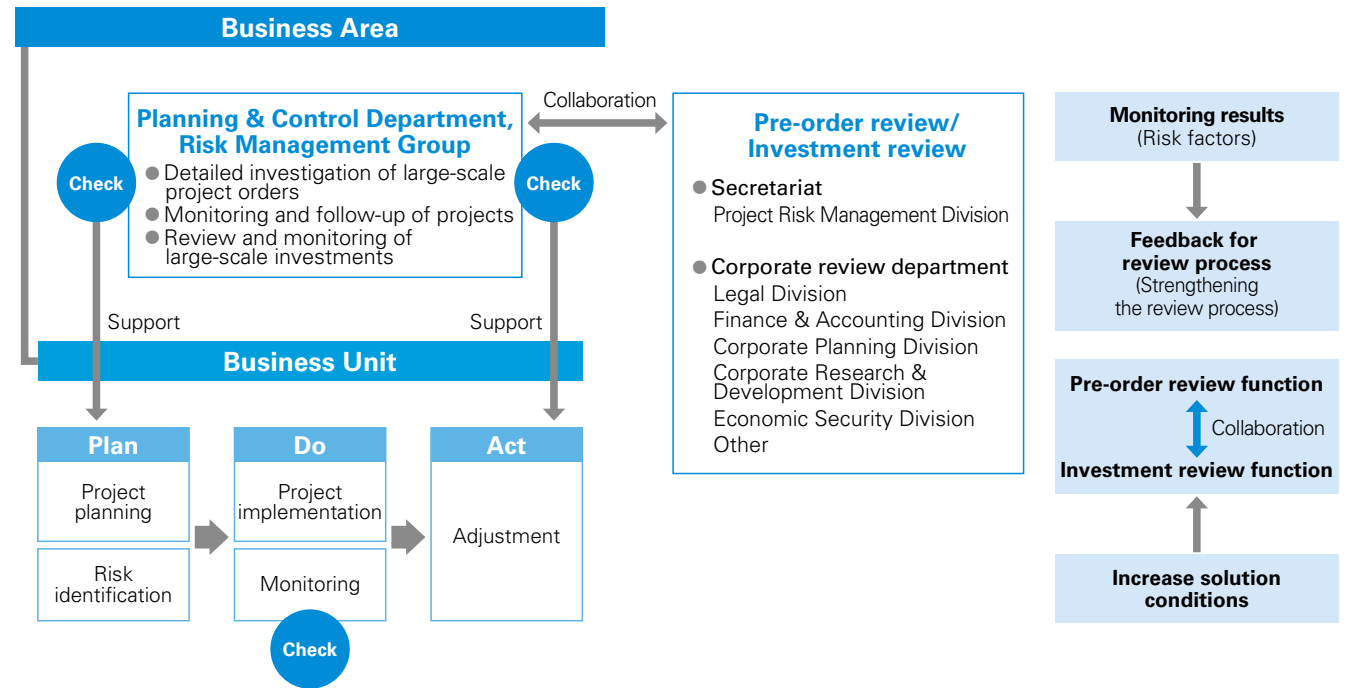 Business Area
Planning & Control Department,
Risk Management Group
● Detailed investigation of large-scale
project orders
● Monitoring and follow-up of projects
● Review and monitoring of
large-scale investments
Check
Check
Collaboration
Support
Support
Business Unit
Plan
Project
planning
Risk
identification
Do
Project
implementation
Monitoring
Check
Act
Adjustment
Pre-order review/
Investment review
● Secretariat
Project Risk Management Division
● Corporate review department
Legal Division
Finance & Accounting Division
Corporate Planning Division
Corporate Research &
Development Division
Economic Security Division
Other
Monitoring results
(Risk factors)
Feedback for
review process
(Strengthening
the review process)
Pre-order review function
Collaboration
Investment review function
Increase solution
conditions